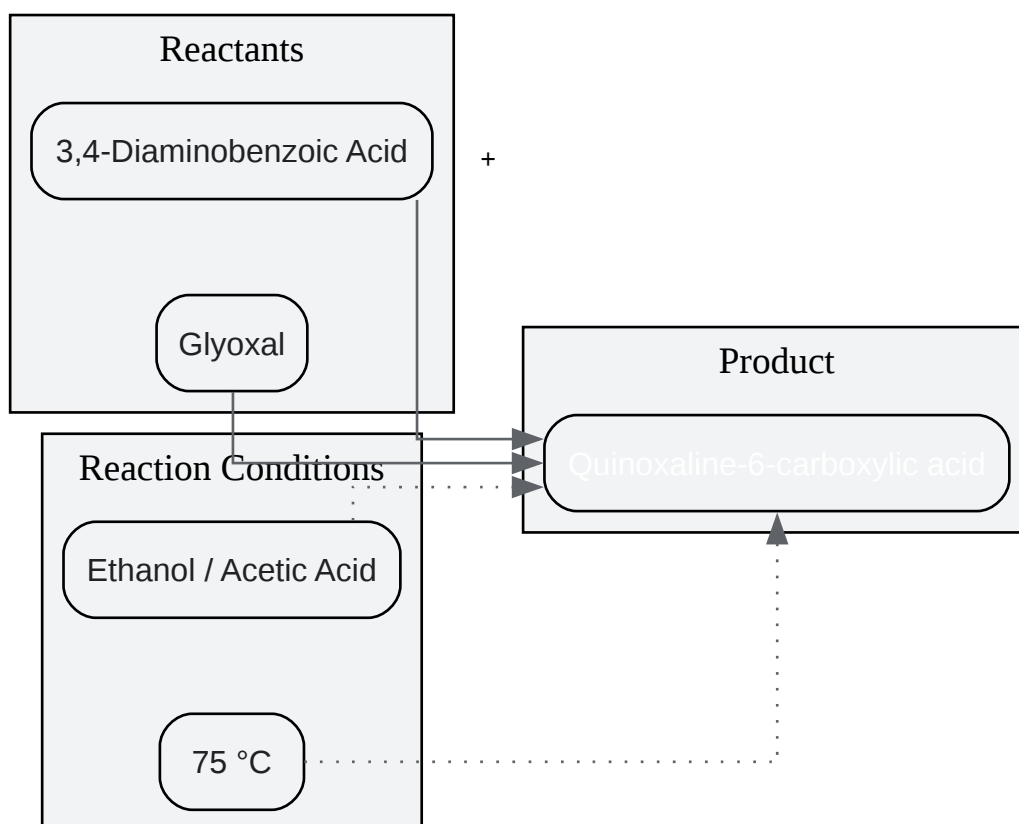 Reactants
3,4-Diaminobenzoic Acid
+
Glyoxal
Product
Quinoxaline-6-carboxylic acid
Reaction Conditions
Ethanol / Acetic Acid
75 °C